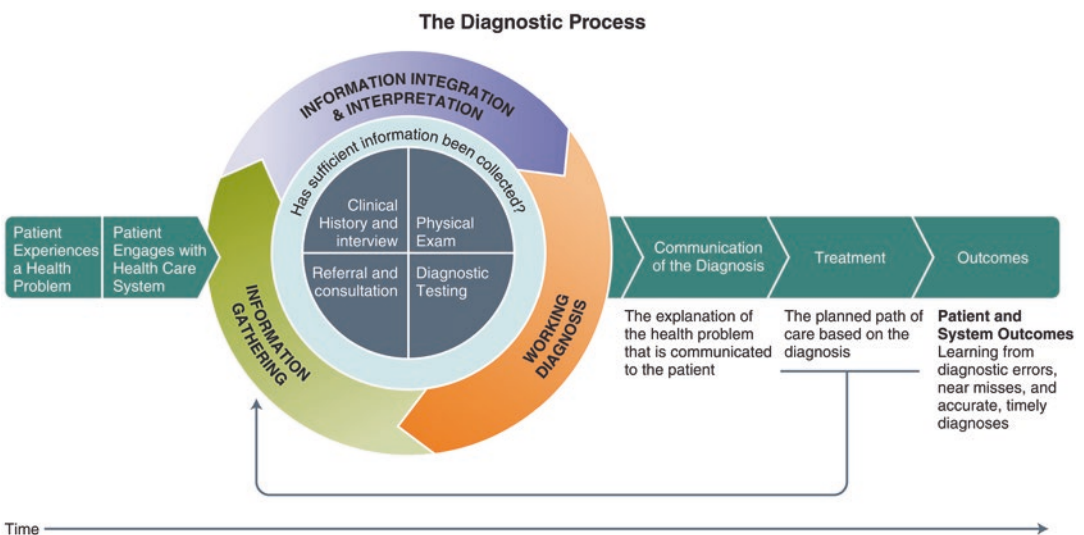 The Diagnostic Process
INFORMATION INTEGRATION
& INTERPRETATION
Has sufficient information been collected?
Clinical
History and
interview
Physical
Exam
Referral and
consultation
Diagnostic
Testing
INFORMATION
GATHERING
WORKING
DIAGNOSIS
Patient
Experiences
a Health
Problem
Patient
Engages with
Health Care
System
Communication
of the Diagnosis
Treatment
Outcomes
The explanation of
the health problem
that is communicated
to the patient
The planned path of
care based on the
diagnosis
Patient and
System Outcomes
Learning from
diagnostic errors,
near misses, and
accurate, timely
diagnoses
Time